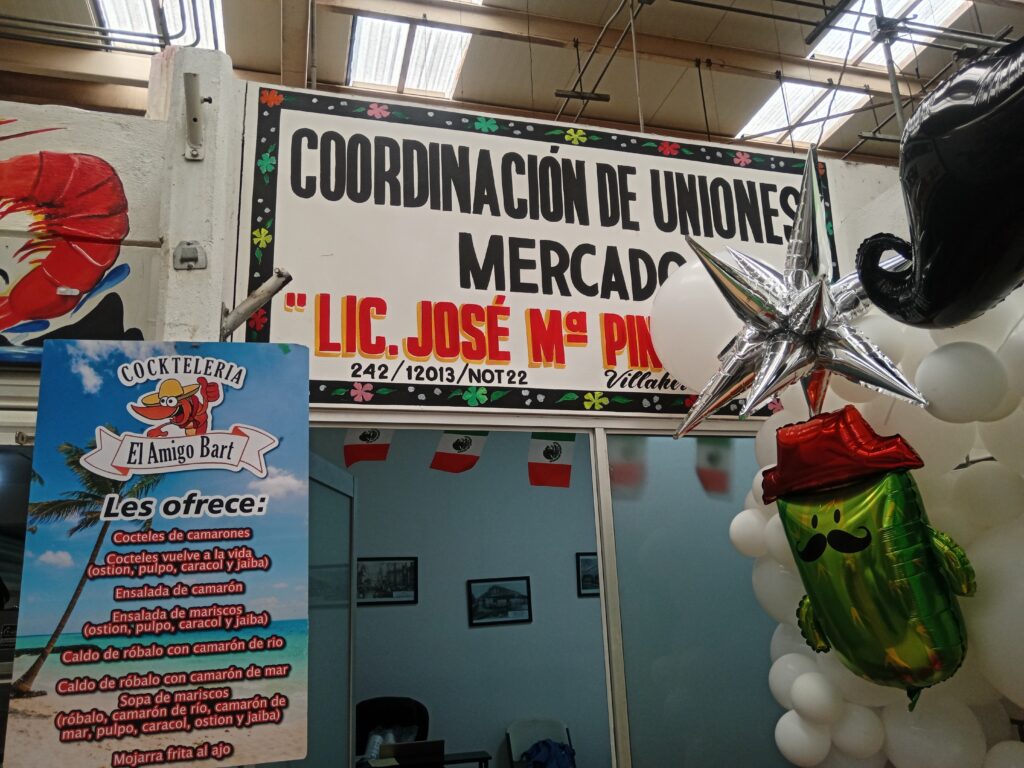 COORDINACIÓN DE UNIONES
MERCADO
"LIC. JOSÉ Mª PIN
242/12013/NOT22
COCKTELERIA
El Amigo Bart
Les ofrece:
Cocteles de camarones
Cocteles vuelve a la vida
(ostion, pulpo, caracol y jaiba)
Ensalada de camarón
Ensalada de mariscos
(ostion, pulpo, caracol y jaiba)
Caldo de róbalo con camarón de rio
Caldo de róbalo con camarón de mar
Sopa de mariscos
(róbalo, camarón de río, camarón de
mar, pulpo, caracol, ostion y jaiba)
Mojarra frita al ajo